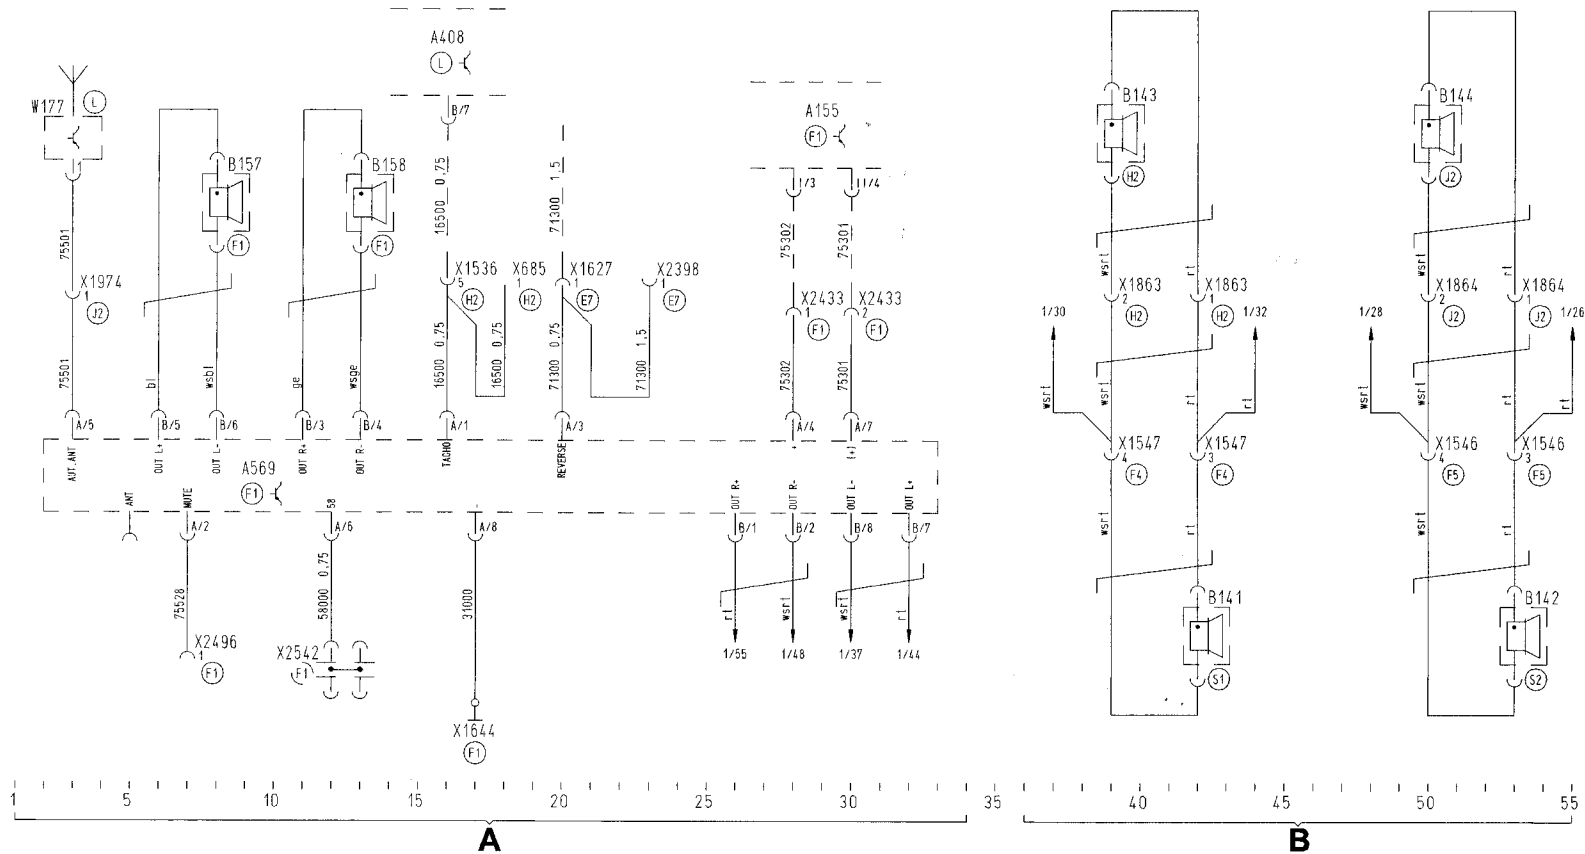 A408
L
B/7
W177
L
1
B157
F1
B158
F1
A155
F1
11/4
B143
H2
B144
J2
75501
16500 0,75
71300 1,5
75302
75301
X1974
1
J2
X1536
5
H2
X685
1
H2
X1627
1
E7
X2398
1
E7
X2433
1
F1
X2433
2
F1
wsrt
rt
wsrt
rt
X1863
2
H2
X1863
1
H2
X1864
2
J2
X1864
1
J2
1/30
1/32
1/28
1/26
75501
bl
wsbl
ge
wsge
16500 0,75
16500 0,75
71300 0,75
71300 1,5
75302
75301
wsrt
wsrt
rt
rt
wsrt
wsrt
rt
rt
A/5
B/5
B/6
B/3
B/4
A/1
A/3
A/4
A/7
AUT.ANT
OUT L+
OUT L-
OUT R+
OUT R-
TACHO
REVERSE
+
(+)
A569
F1
X1547
4
F4
X1547
3
F4
X1546
4
F5
X1546
3
F5
ANT
MUTE
58
-
OUT R+
OUT R-
OUT L-
OUT L+
A/2
A/6
A/8
B/1
B/2
B/8
B/7
75528
58000 0,75
31000
rt
wsrt
wsrt
rt
wsrt
rt
wsrt
rt
1/55
1/48
1/37
1/44
X2496
1
F1
X2542
F1
X1644
F1
B141
S1
B142
S2
1 5 10 15 20 25 30 35 40 45 50 55
A B